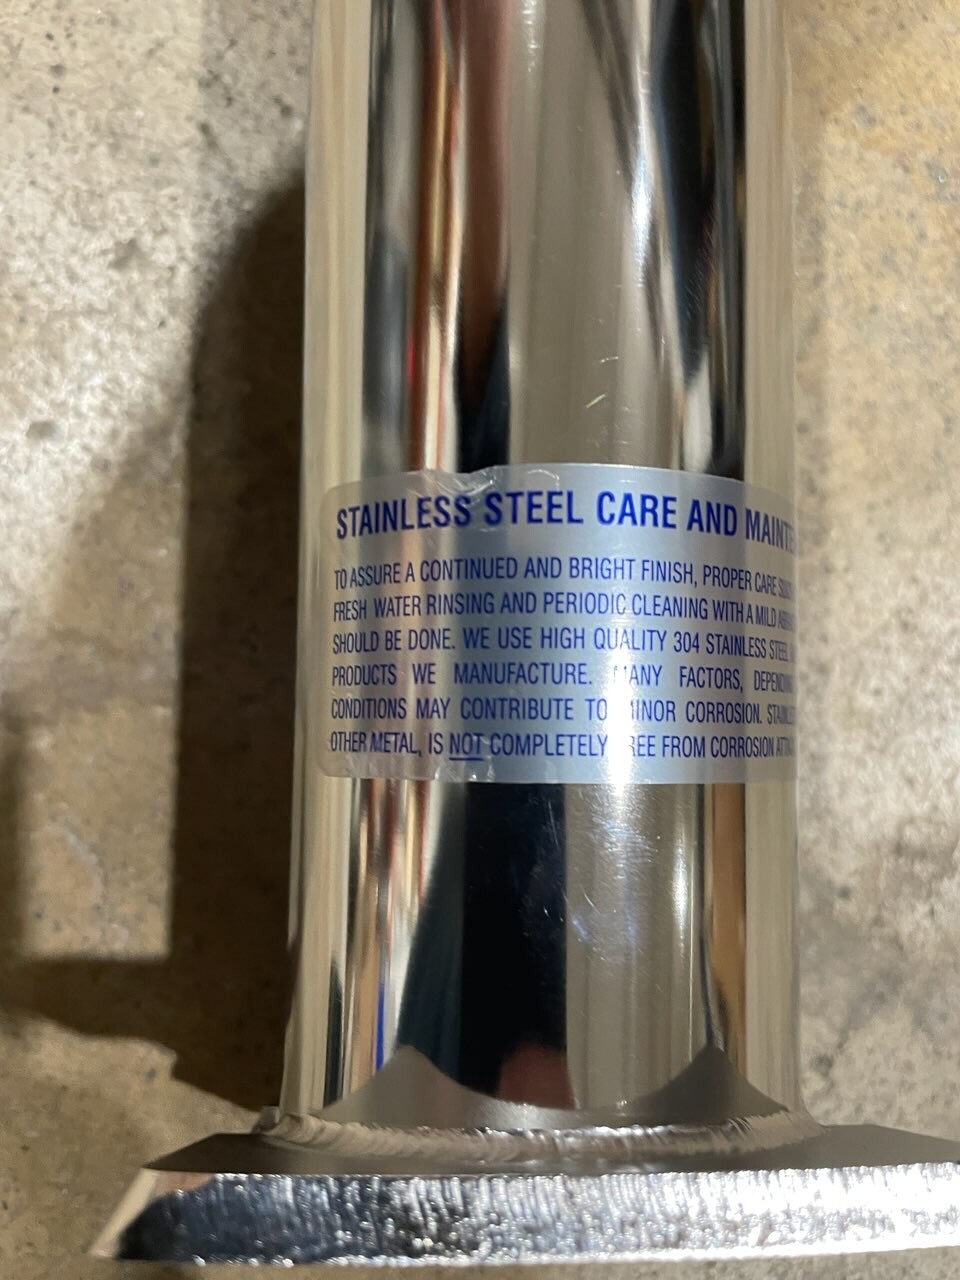 STAINLESS STEEL CARE AND
TO ASSURE A CONTINUED AND BRIGHT FINISH, PROPER CARE
FRESH WATER RINSING AND PERIODIC CLEANING WITH A MILD
SHOULD BE DONE. WE USE HIGH QUALITY 304 STAINLESS STEEL
PRODUCTS WE MANUFACTURE. MANY FACTORS,
CONDITIONS MAY CONTRIBUTE TO MINOR CORROSION.
OTHER METAL, IS NOT COMPLETELY FREE FROM CORROSION